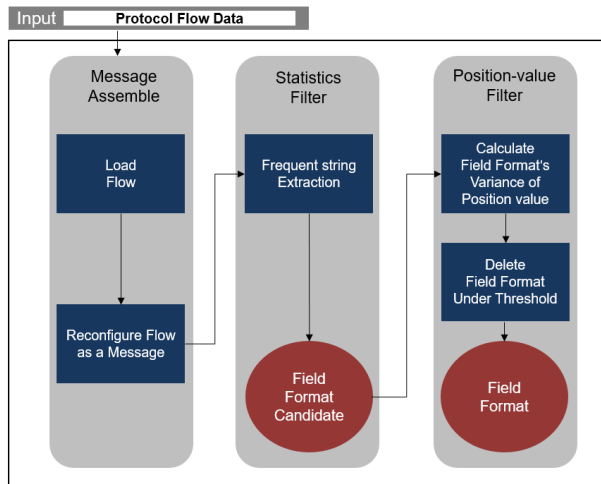 Input Protocol Flow Data
Message
Assemble
Load
Flow
Reconfigure Flow
as a Message
Statistics
Filter
Frequent string
Extraction
Field
Format
Candidate
Position-value
Filter
Calculate
Field Format's
Variance of
Position value
Delete
Field Format
Under Threshold
Field
Format